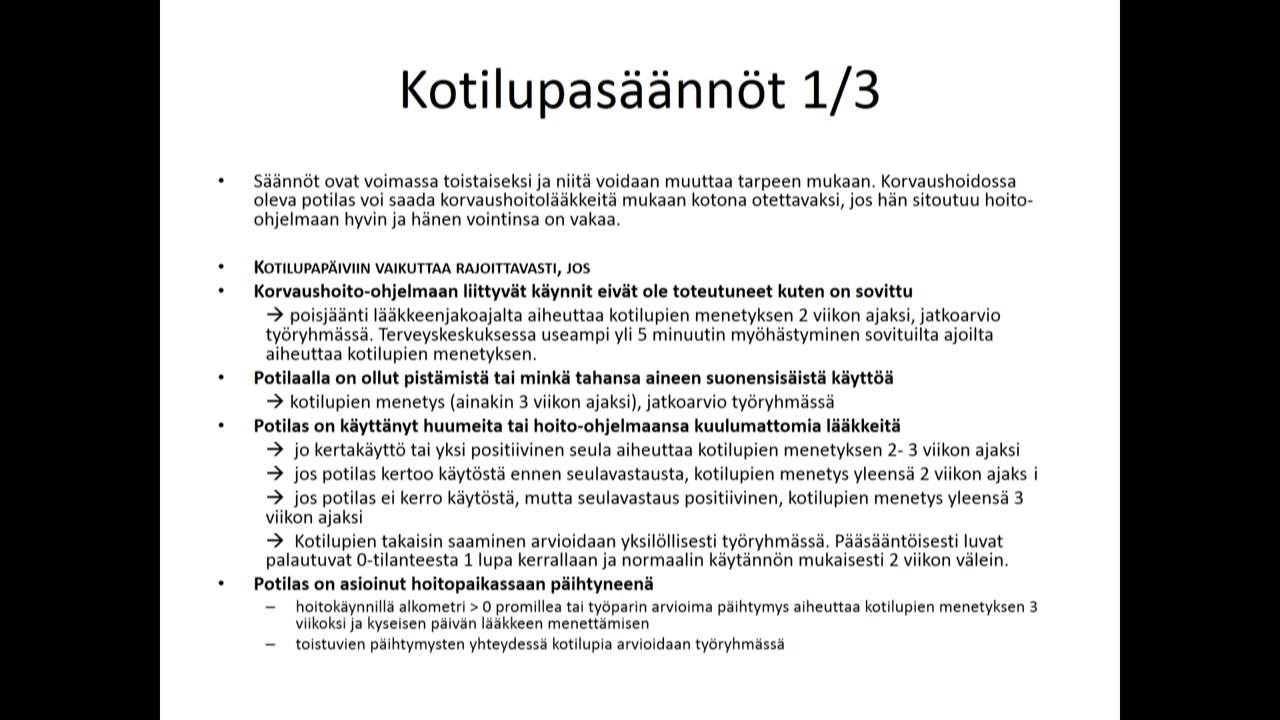 Kotilupasäännöt 1/3
• Säännöt ovat voimassa toistaiseksi ja niitä voidaan muuttaa tarpeen mukaan. Korvaushoidossa
oleva potilas voi saada korvaushoitolääkkeitä mukaan kotona otettavaksi, jos hän sitoutuu hoito-
ohjelmaan hyvin ja hänen vointinsa on vakaa.
• KOTILUPAPÄIVIIN VAIKUTTAA RAJOITTAVASTI, JOS
• Korvaushoito-ohjelmaan liittyvät käynnit eivät ole toteutuneet kuten on sovittu
→ poisjäänti lääkkeenjakoajalta aiheuttaa kotilupien menetyksen 2 viikon ajaksi, jatkoarvio
työryhmässä. Terveyskeskuksessa useampi yli 5 minuutin myöhästyminen sovituilta ajoilta
aiheuttaa kotilupien menetyksen.
• Potilaalla on ollut pistämistä tai minkä tahansa aineen suonensisäistä käyttöä
→ kotilupien menetys (ainakin 3 viikon ajaksi), jatkoarvio työryhmässä
• Potilas on käyttänyt huumeita tai hoito-ohjelmaansa kuulumattomia lääkkeitä
→ jo kertakäyttö tai yksi positiivinen seula aiheuttaa kotilupien menetyksen 2- 3 viikon ajaksi
→ jos potilas kertoo käytöstä ennen seulavastausta, kotilupien menetys yleensä 2 viikon ajaks i
→ jos potilas ei kerro käytöstä, mutta seulavastaus positiivinen, kotilupien menetys yleensä 3
viikon ajaksi
→ Kotilupien takaisin saaminen arvioidaan yksilöllisesti työryhmässä. Pääsääntöisesti luvat
palautuvat 0-tilanteesta 1 lupa kerrallaan ja normaalin käytännön mukaisesti 2 viikon välein.
• Potilas on asioinut hoitopaikassaan päihtyneenä
– hoitokäynnillä alkometri > 0 promillea tai työparin arvioima päihtymys aiheuttaa kotilupien menetyksen 3
viikoksi ja kyseisen päivän lääkkeen menettämisen
– toistuvien päihtymysten yhteydessä kotilupia arvioidaan työryhmässä